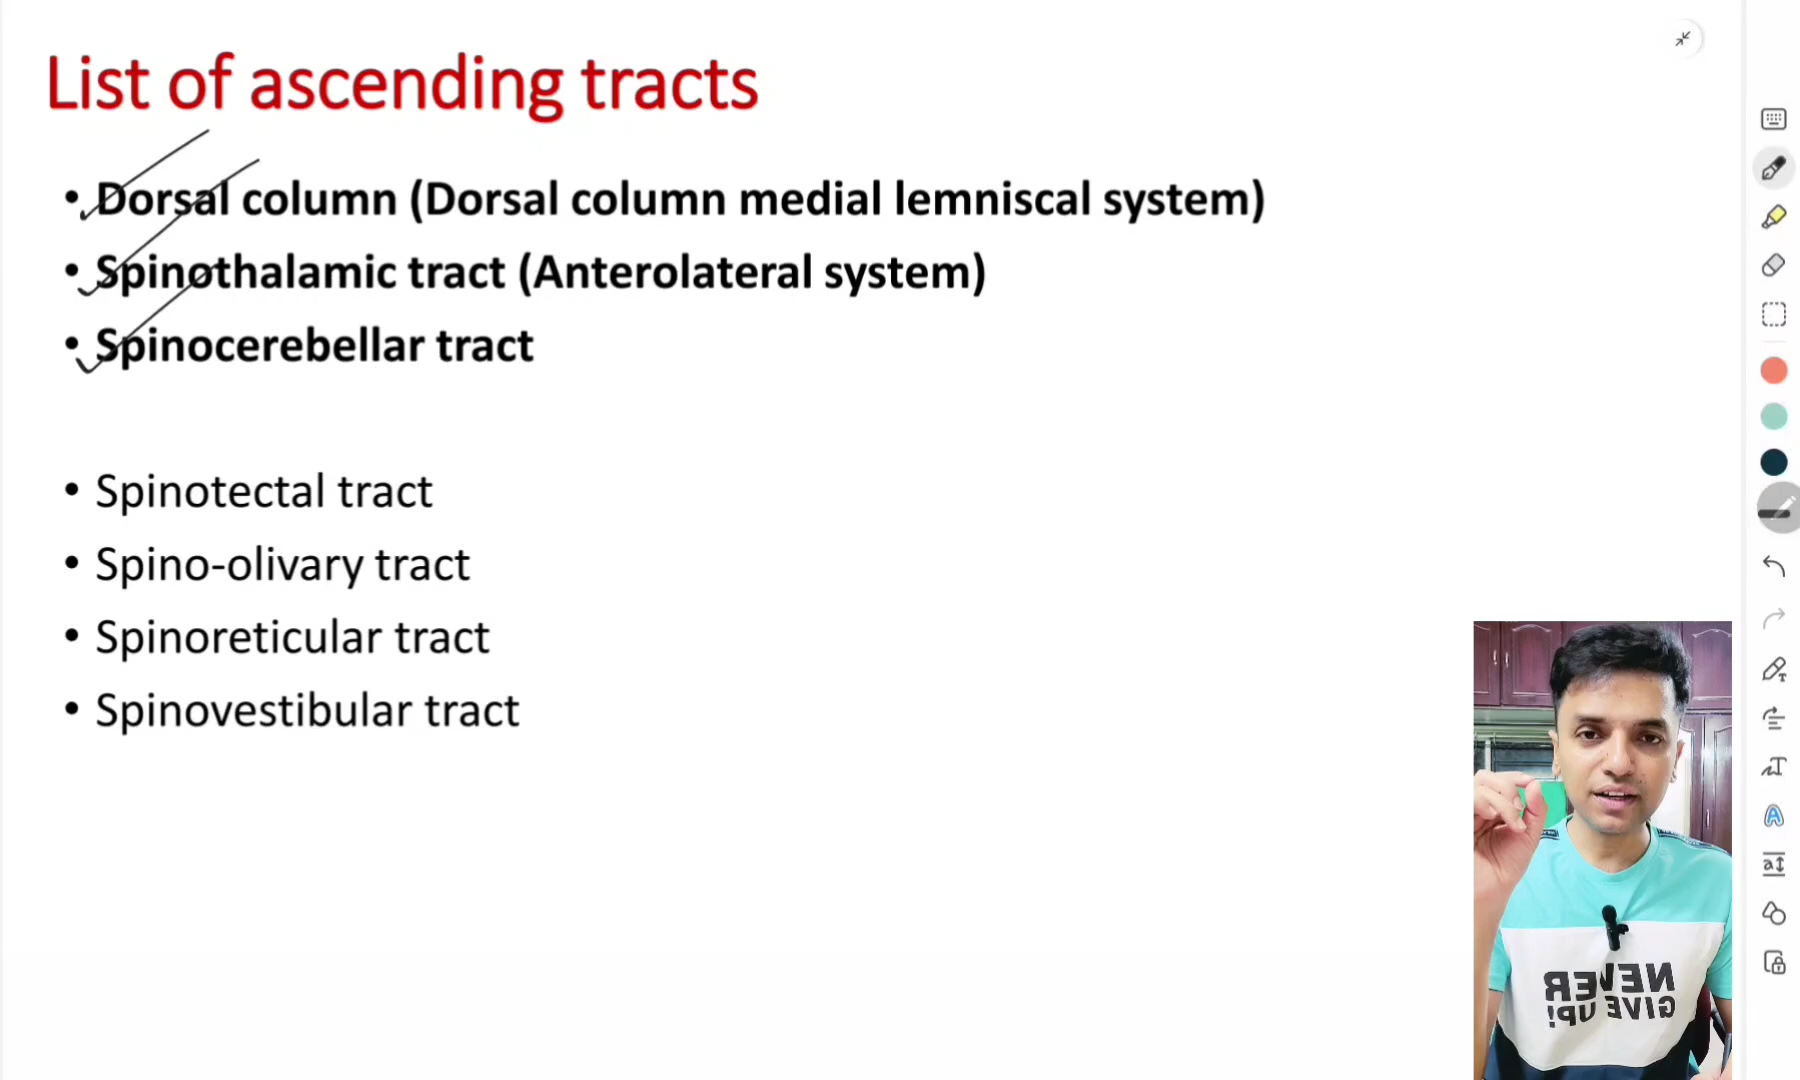 List of ascending tracts
• Dorsal column (Dorsal column medial lemniscal system)
• Spinothalamic tract (Anterolateral system)
• Spinocerebellar tract
• Spinotectal tract
• Spino-olivary tract
• Spinoreticular tract
• Spinovestibular tract
NEVER
GIVE UP!